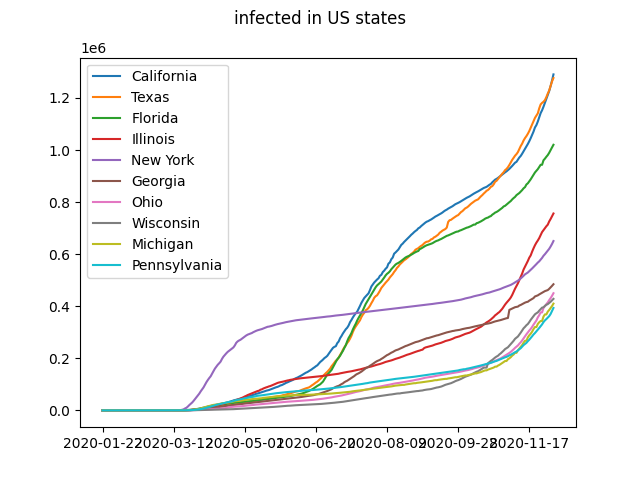 infected in US states
1e6
California
Texas
Florida
Illinois
New York
Georgia
Ohio
Wisconsin
Michigan
Pennsylvania
1.2
1.0
0.8
0.6
0.4
0.2
0.0
2020-01-22 2020-03-12 2020-05-01 2020-06-20 2020-08-09 2020-09-28 2020-11-17